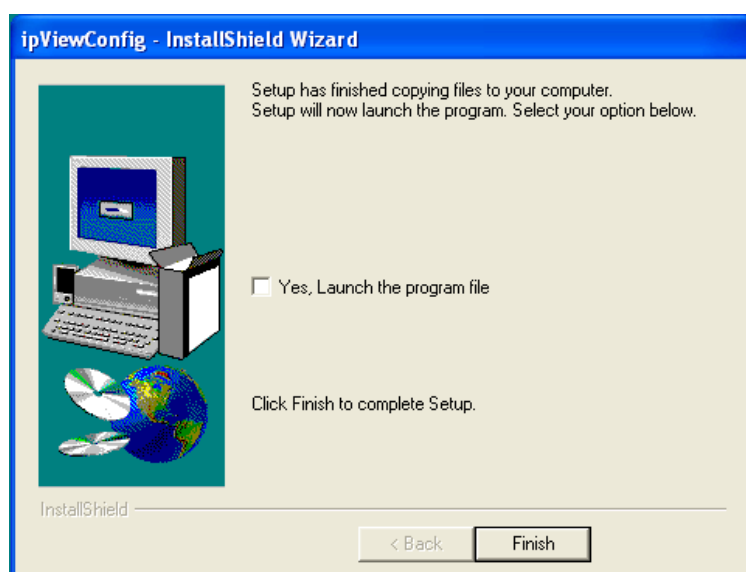 ipViewConfig - InstallShield Wizard
Setup has finished copying files to your computer.
Setup will now launch the program. Select your option below.
Yes, Launch the program file
Click Finish to complete Setup.
InstallShield
< Back
Finish